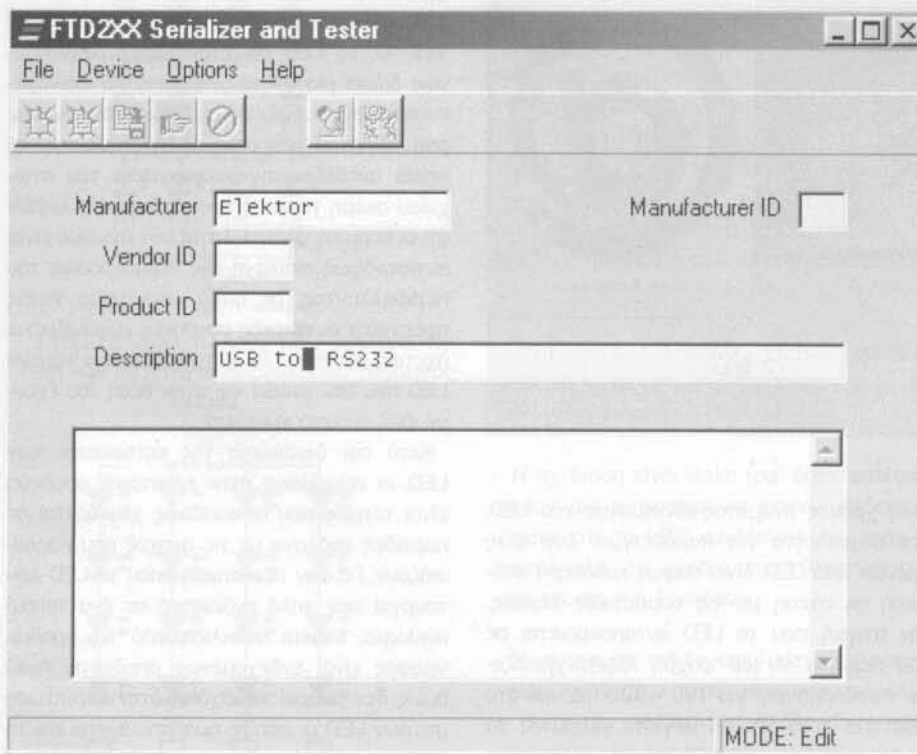 FTD2XX Serializer and Tester
File Device Options Help
Manufacturer Elektor Manufacturer ID
Vendor ID
Product ID
Description USB to RS232
MODE: Edit